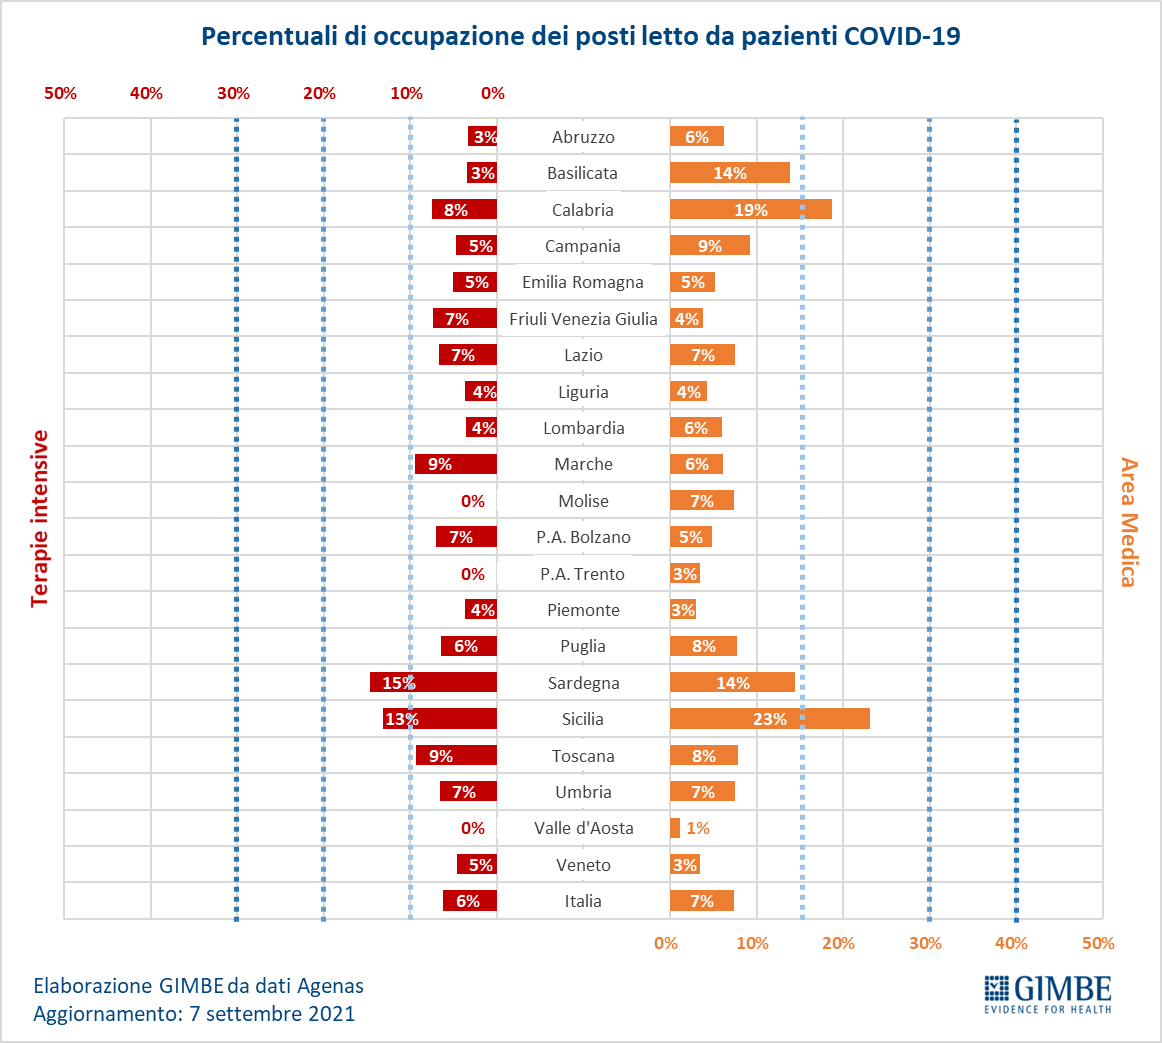 Percentuali di occupazione dei posti letto da pazienti COVID-19
50% 40% 30% 20% 10% 0%
3% Abruzzo 6%
3% Basilicata 14%
8% Calabria 19%
5% Campania 9%
5% Emilia Romagna 5%
7% Friuli Venezia Giulia 4%
7% Lazio 7%
4% Liguria 4%
4% Lombardia 6%
9% Marche 6%
0% Molise 7%
7% P.A. Bolzano 5%
0% P.A. Trento 3%
4% Piemonte 3%
6% Puglia 8%
15% Sardegna 14%
13% Sicilia 23%
9% Toscana 8%
7% Umbria 7%
0% Valle d'Aosta 1%
5% Veneto 3%
6% Italia 7%
Terapie intensive
Area Medica
0% 10% 20% 30% 40% 50%
Elaborazione GIMBE da dati Agenas
Aggiornamento: 7 settembre 2021
GIMBE
EVIDENCE FOR HEALTH